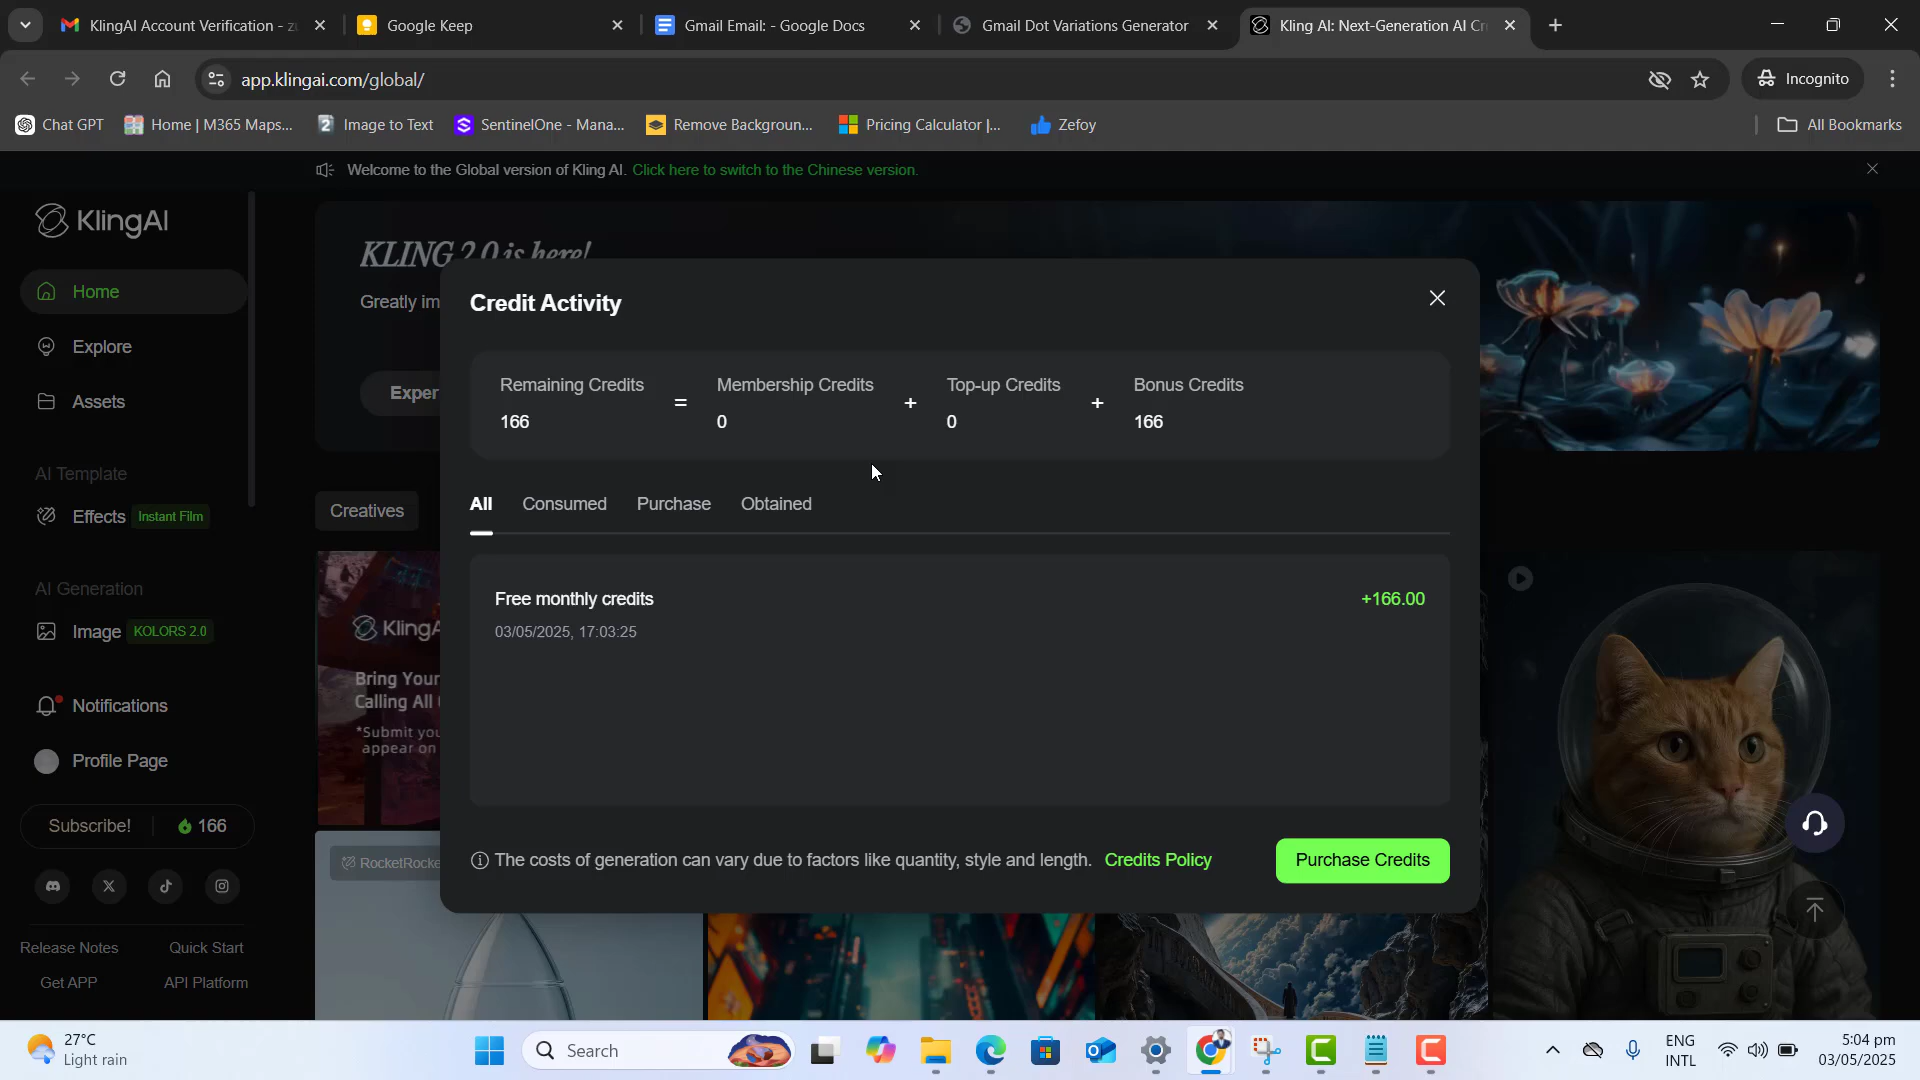 KlingAI Account Verification - z
Google Keep
Gmail Email: - Google Docs
Gmail Dot Variations Generator
Kling AI: Next-Generation AI Cr
app.klingai.com/global/
Incognito
Chat GPT
Home | M365 Maps...
Image to Text
SentinelOne - Mana...
Remove Backgroun...
Pricing Calculator |...
Zefoy
All Bookmarks
Welcome to the Global version of Kling AI. Click here to switch to the Chinese version.
KlingAI
KLING 2.0 is here!
Greatly im
Exper
Home
Explore
Assets
AI Template
Effects Instant Film
AI Generation
Image KOLORS 2.0
Notifications
Profile Page
Subscribe! 166
Release Notes Quick Start
Get APP API Platform
Creatives
KlingA
Bring Your
Calling All
*Submit you
appear on
RocketRocke
Credit Activity
Remaining Credits = Membership Credits + Top-up Credits + Bonus Credits
166 0 0 166
All Consumed Purchase Obtained
Free monthly credits +166.00
03/05/2025, 17:03:25
The costs of generation can vary due to factors like quantity, style and length. Credits Policy
Purchase Credits
27°C
Light rain
Search
ENG
INTL
5:04 pm
03/05/2025